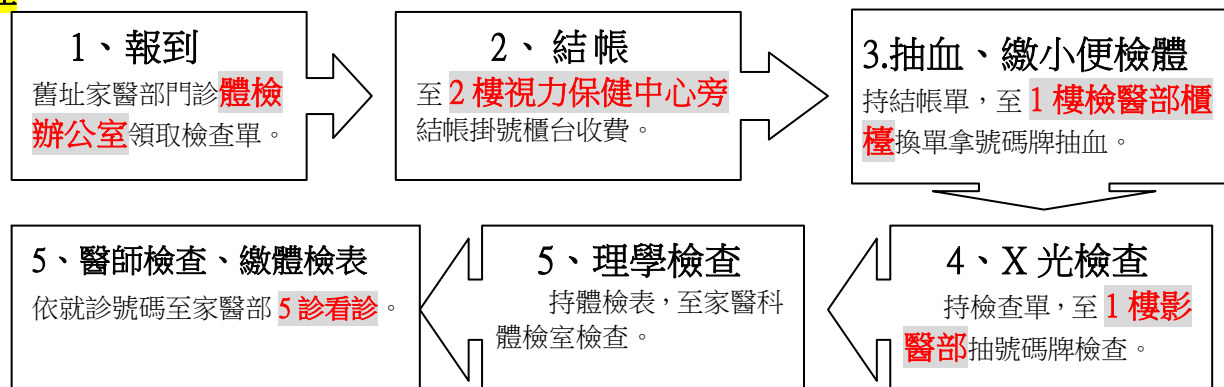 1、報到
舊址家醫部門診體檢
辦公室領取檢查單。
2、結帳
至 2 樓視力保健中心旁
結帳掛號櫃台收費。
3.抽血、繳小便檢體
持結帳單，至 1 樓檢醫部櫃
檯換單拿號碼牌抽血。
4、X 光檢查
持檢查單，至 1 樓影
醫部抽號碼牌檢查。
5、理學檢查
持體檢表，至家醫科
體檢室檢查。
5、醫師檢查、繳體檢表
依就診號碼至家醫部 5 診看診。